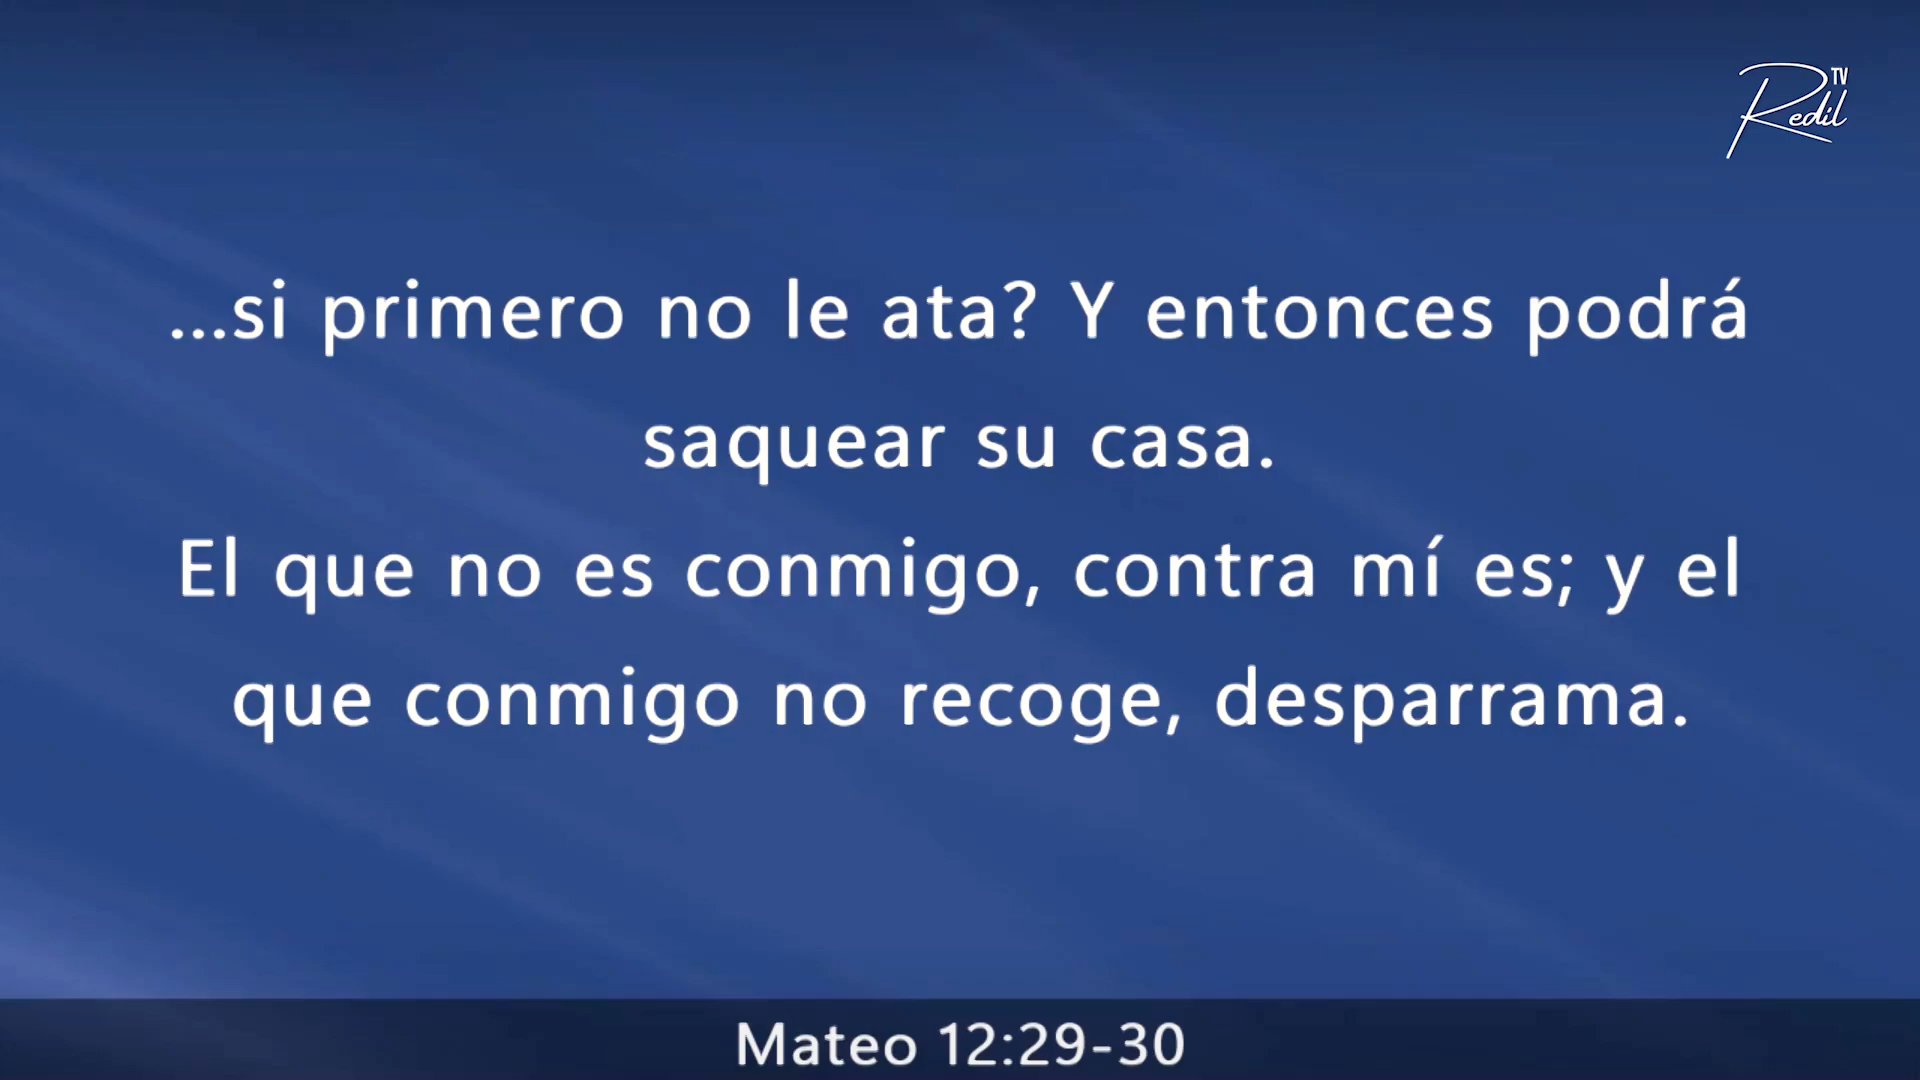 TV
Redil
...si primero no le ata? Y entonces podrá
saquear su casa.
El que no es conmigo, contra mí es; y el
que conmigo no recoge, desparrama.
Mateo 12:29-30